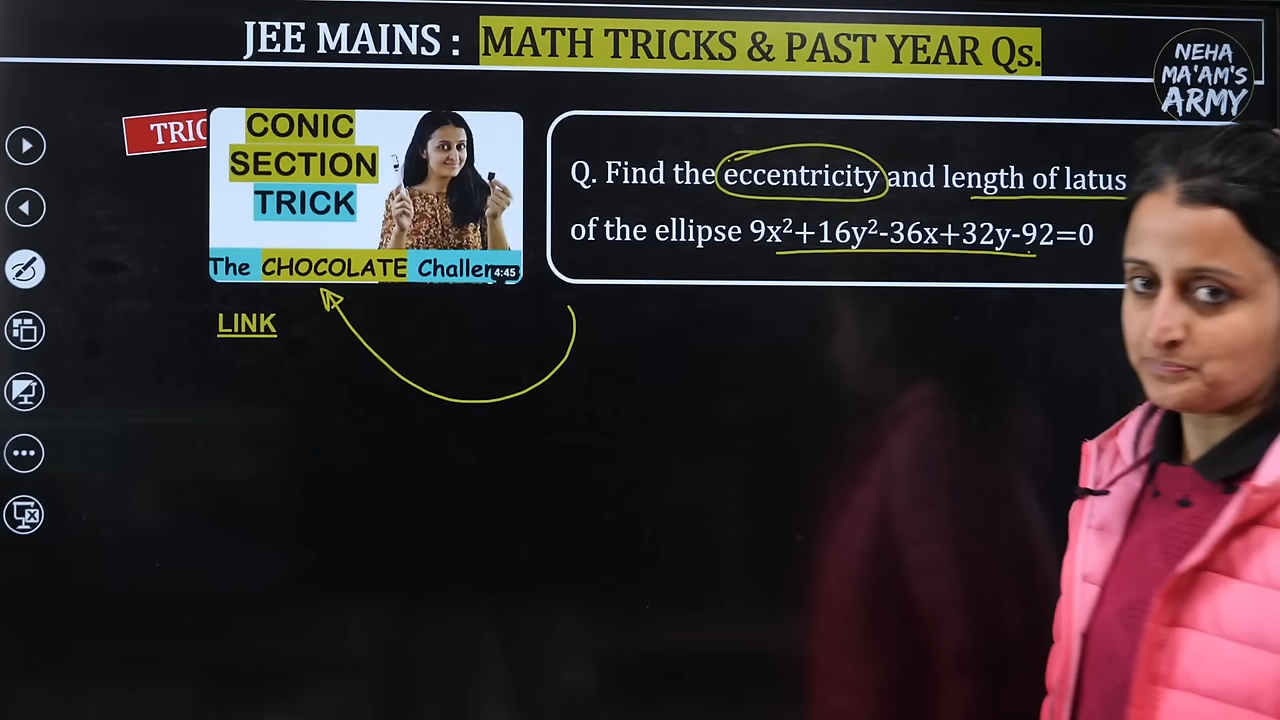 JEE MAINS : MATH TRICKS & PAST YEAR Qs.
NEHA
MA'AM'S
ARMY
TRIC
CONIC
SECTION
TRICK
The CHOCOLATE Challen
4:45
LINK
Q. Find the eccentricity and length of latus
of the ellipse 9x²+16y²-36x+32y-92=0